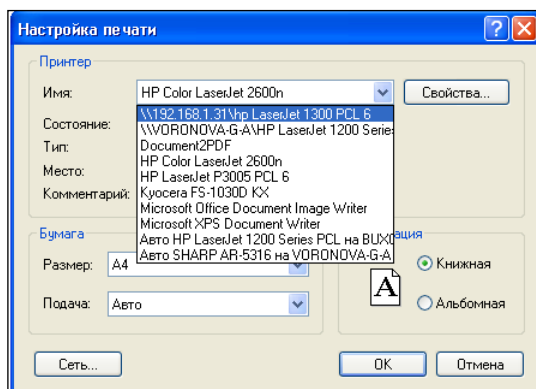 Настройка печати
Принтер
Имя: HP Color LaserJet 2600n Свойства...
\\192.168.1.31\hp LaserJet 1300 PCL 6
Состояние: \\VORONOVA-G-A\HP LaserJet 1200 Series
Document2PDF
Тип: HP Color LaserJet 2600n
Место: HP LaserJet P3005 PCL 6
Комментарий: Kyocera FS-1030D KX
Microsoft Office Document Image Writer
Microsoft XPS Document Writer
Бумага Авто HP LaserJet 1200 Series PCL на BUX ация
Размер: A4 Авто SHARP AR-5316 на VORONOVA-G-A Книжная
A
Подача: Авто Альбомная
Сеть... OK Отмена